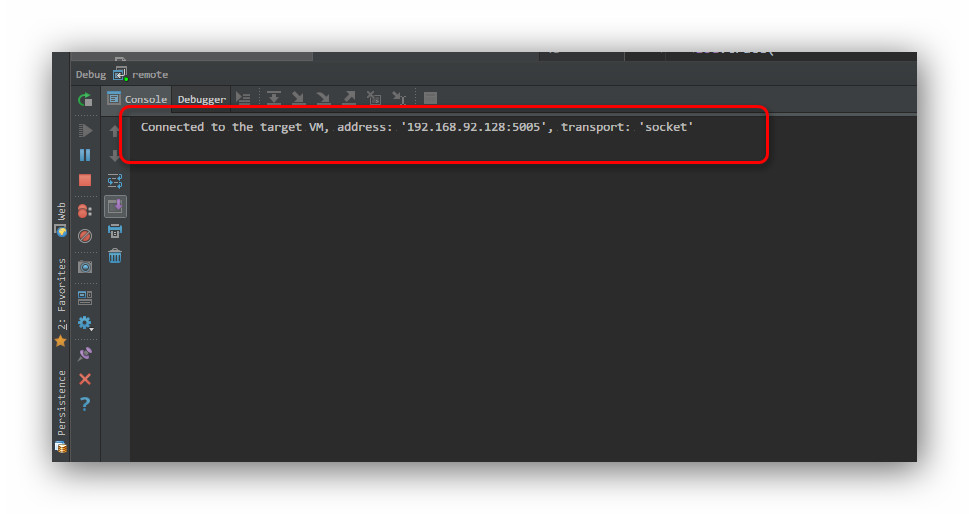 Debug remote
Console Debugger
Connected to the target VM, address: '192.168.92.128:5005', transport: 'socket'
Web
2: Favorites
Persistence